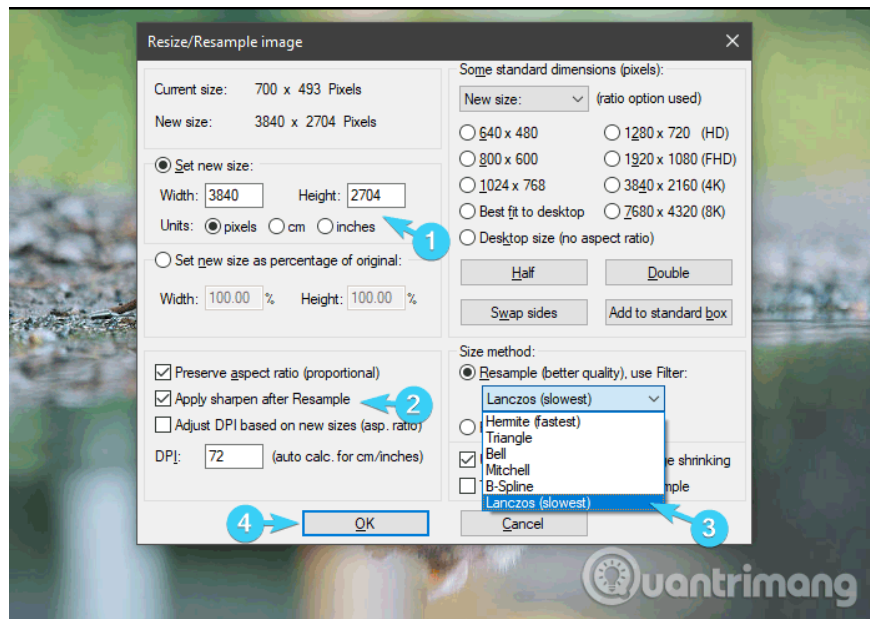 Resize/Resample image
Current size: 700 x 493 Pixels
New size: 3840 x 2704 Pixels
Set new size:
Width: 3840 Height: 2704
Units: pixels cm inches
1
Set new size as percentage of original:
Width: 100.00 % Height: 100.00 %
Preserve aspect ratio (proportional)
Apply sharpen after Resample
2
Adjust DPI based on new sizes (asp. ratio)
DPI: 72 (auto calc. for cm/inches)
Some standard dimensions (pixels):
New size: (ratio option used)
640 x 480 1280 x 720 (HD)
800 x 600 1920 x 1080 (FHD)
1024 x 768 3840 x 2160 (4K)
Best fit to desktop 7680 x 4320 (8K)
Desktop size (no aspect ratio)
Half Double
Swap sides Add to standard box
Size method:
Resample (better quality), use Filter:
Lanczos (slowest)
Hermite (fastest)
Triangle
Bell
Mitchell
B-Spline
Lanczos (slowest)
shrinking
3
4
OK Cancel
Quantrimang